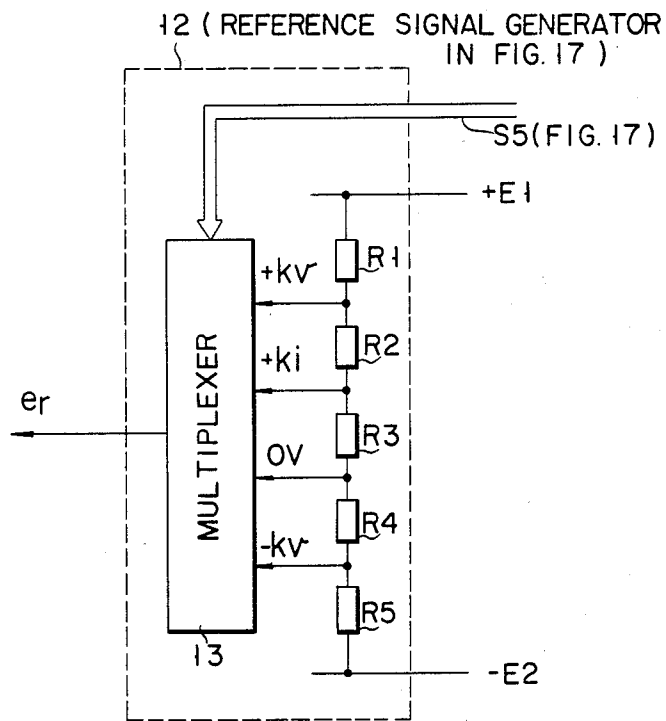 12 ( REFERENCE SIGNAL GENERATOR
IN FIG. 17 )
S5 (FIG. 17)
+E1
R1
+kv
R2
+ki
er
MULTIPLEXER
R3
0V
R4
-kv
R5
13
-E2